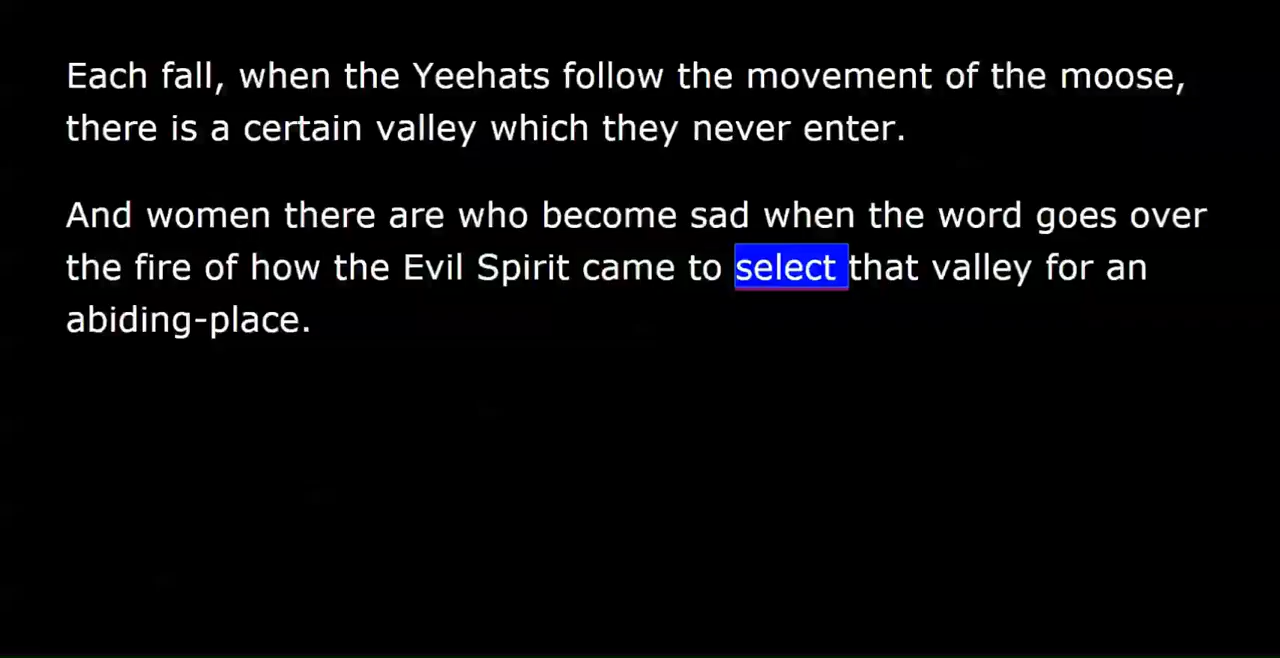 Each fall, when the Yeehats follow the movement of the moose,
there is a certain valley which they never enter.
And women there are who become sad when the word goes over
the fire of how the Evil Spirit came to select that valley for an
abiding-place.